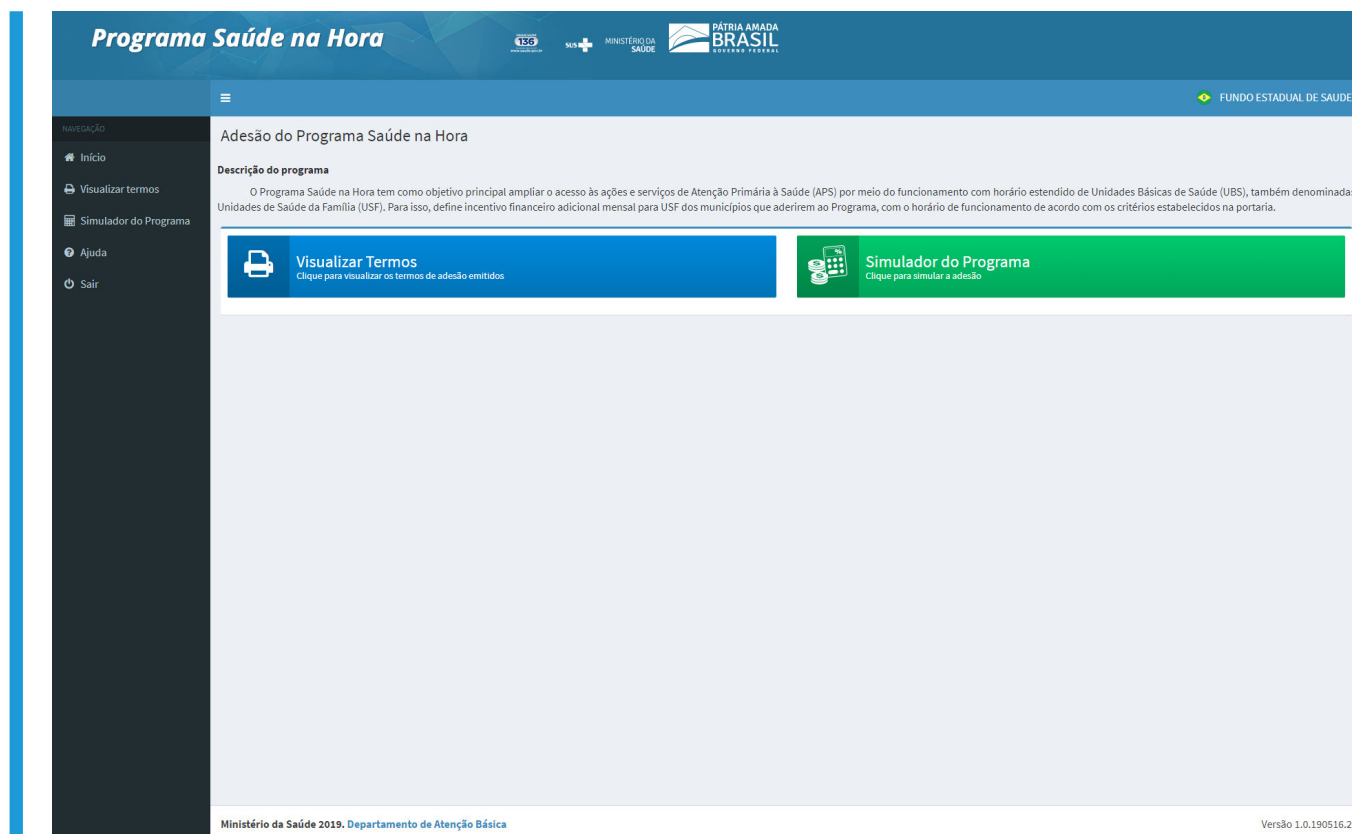 Programa Saúde na Hora
136
SUS
MINISTÉRIO DA
SAÚDE
PÁTRIA AMADA
BRASIL
GOVERNO FEDERAL
FUNDO ESTADUAL DE SAUDE
NAVEGAÇÃO
Início
Visualizar termos
Simulador do Programa
Ajuda
Sair
Adesão do Programa Saúde na Hora
Descrição do programa
O Programa Saúde na Hora tem como objetivo principal ampliar o acesso às ações e serviços de Atenção Primária à Saúde (APS) por meio do funcionamento com horário estendido de Unidades Básicas de Saúde (UBS), também denominadas
Unidades de Saúde da Família (USF). Para isso, define incentivo financeiro adicional mensal para USF dos municípios que aderirem ao Programa, com o horário de funcionamento de acordo com os critérios estabelecidos na portaria.
Visualizar Termos
Clique para visualizar os termos de adesão emitidos
Simulador do Programa
Clique para simular a adesão
Ministério da Saúde 2019. Departamento de Atenção Básica
Versão 1.0.190516.2